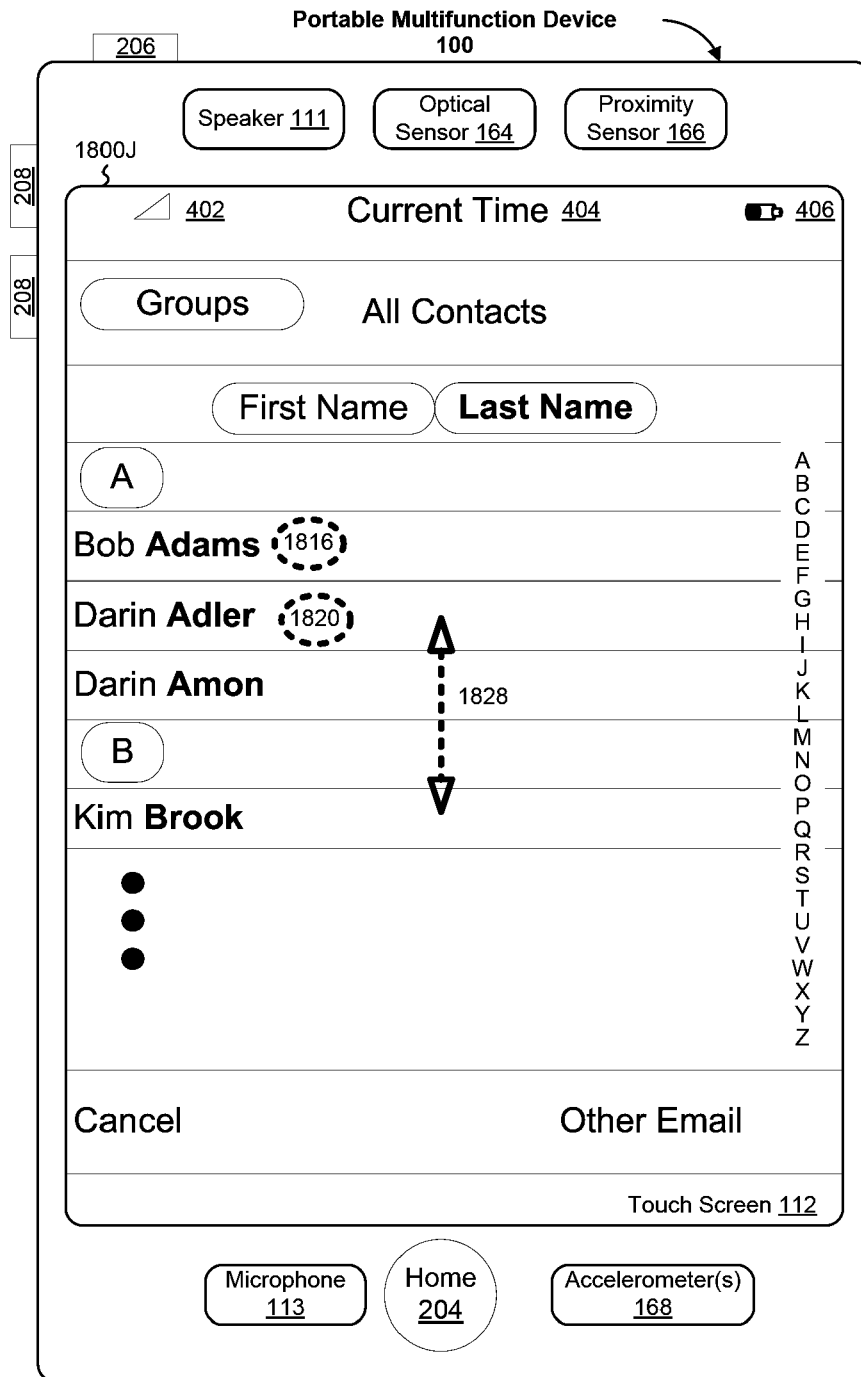 Portable Multifunction Device
100
206
Speaker 111
Optical
Sensor 164
Proximity
Sensor 166
1800J
208
208
402
Current Time 404
406
Groups
All Contacts
First Name
Last Name
A
Bob Adams 1816
Darin Adler 1820
Darin Amon
1828
B
Kim Brook
A
B
C
D
E
F
G
H
I
J
K
L
M
N
O
P
Q
R
S
T
U
V
W
X
Y
Z
Cancel
Other Email
Touch Screen 112
Microphone
113
Home
204
Accelerometer(s)
168